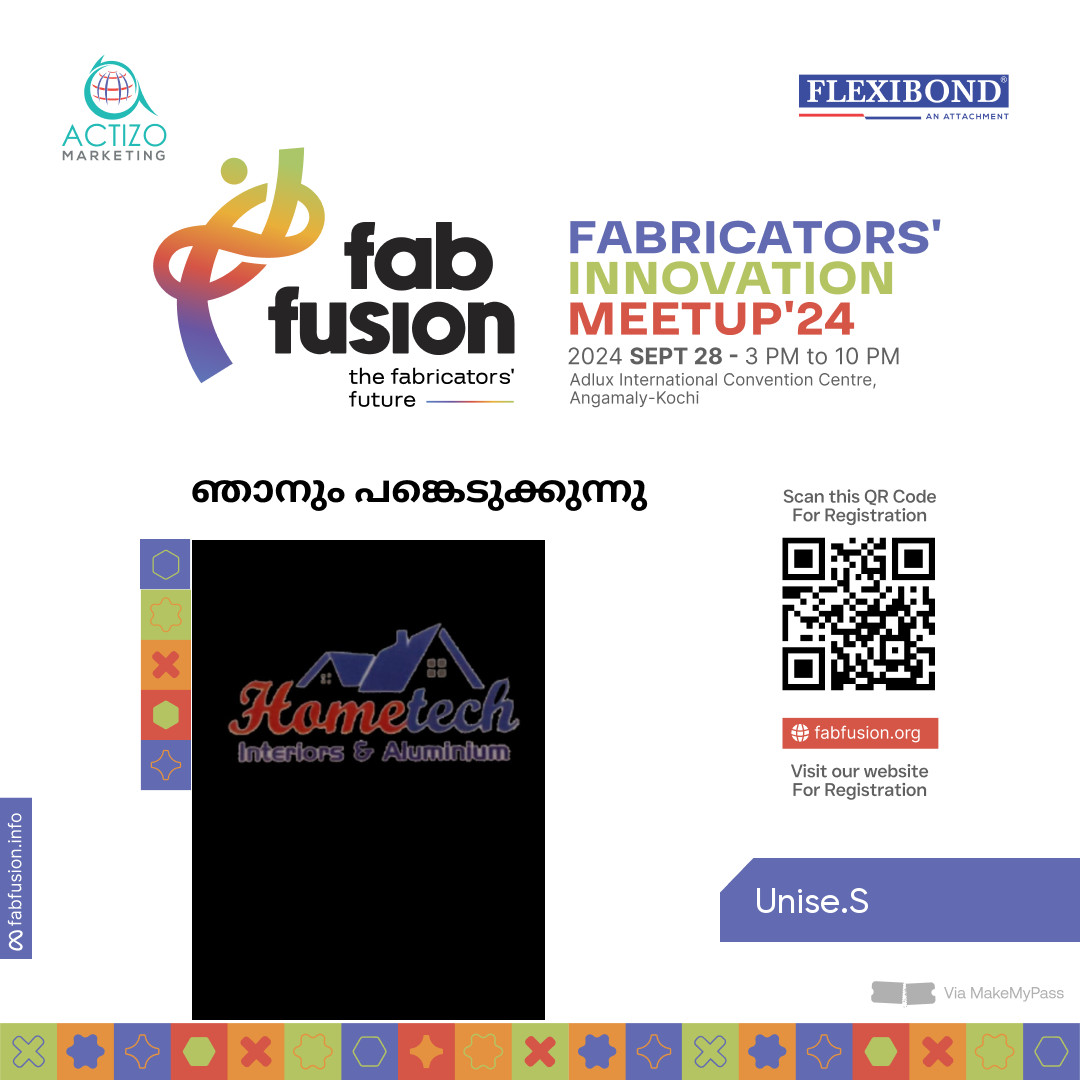 ACTIZO
MARKETING
FLEXIBOND®
AN ATTACHMENT
fab
fusion
the fabricators'
future
FABRICATORS'
INNOVATION
MEETUP'24
2024 SEPT 28 - 3 PM to 10 PM
Adlux International Convention Centre,
Angamaly-Kochi
ഞാനും പങ്കെടുക്കുന്നു
Scan this QR Code
For Registration
Hometech
Interiors & Aluminium
fabfusion.org
Visit our website
For Registration
fabfusion.info
Unise.S
Via MakeMyPass